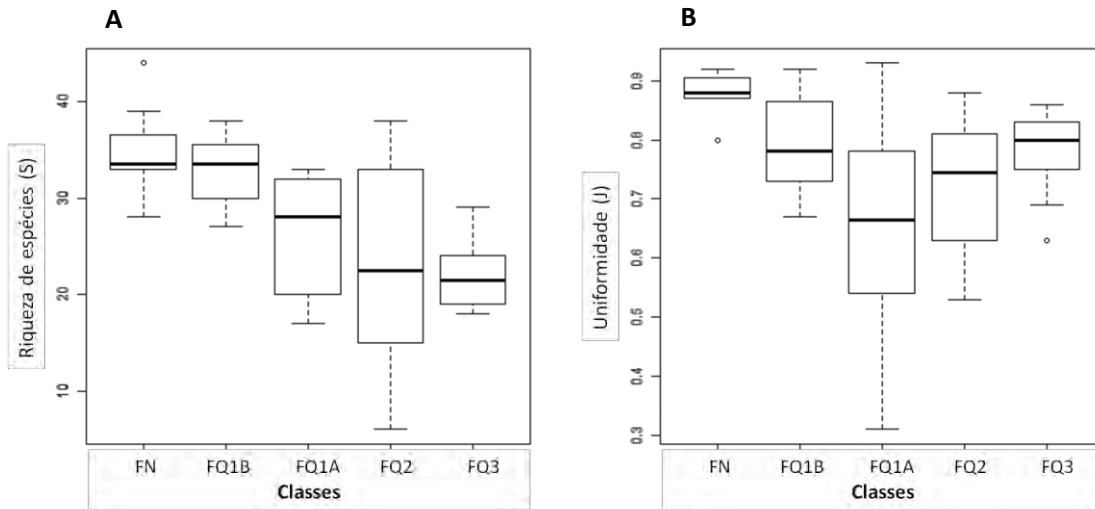 A
Riqueza de espécies (S)
40
30
20
10
FN FQ1B FQ1A FQ2 FQ3
Classes
B
Uniformidade (J)
0.9
0.8
0.7
0.6
0.5
0.4
0.3
FN FQ1B FQ1A FQ2 FQ3
Classes